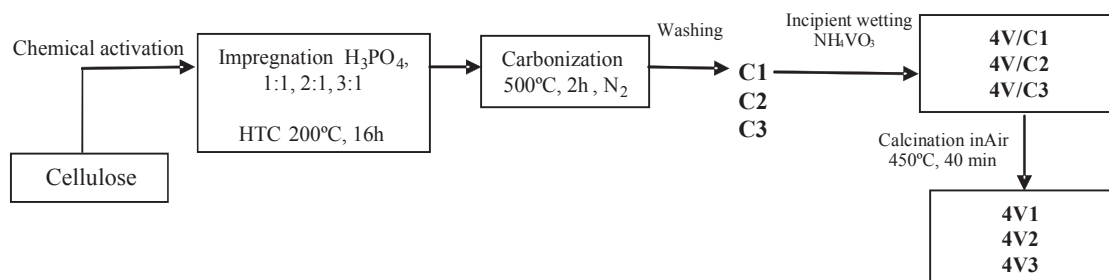 Chemical activation
Cellulose
Impregnation H₃PO₄,
1:1, 2:1, 3:1
HTC 200ºC, 16h
Carbonization
500ºC, 2h , N₂
Washing
C1
C2
C3
Incipient wetting
NH₄VO₃
4V/C1
4V/C2
4V/C3
Calcination inAir
450ºC, 40 min
4V1
4V2
4V3